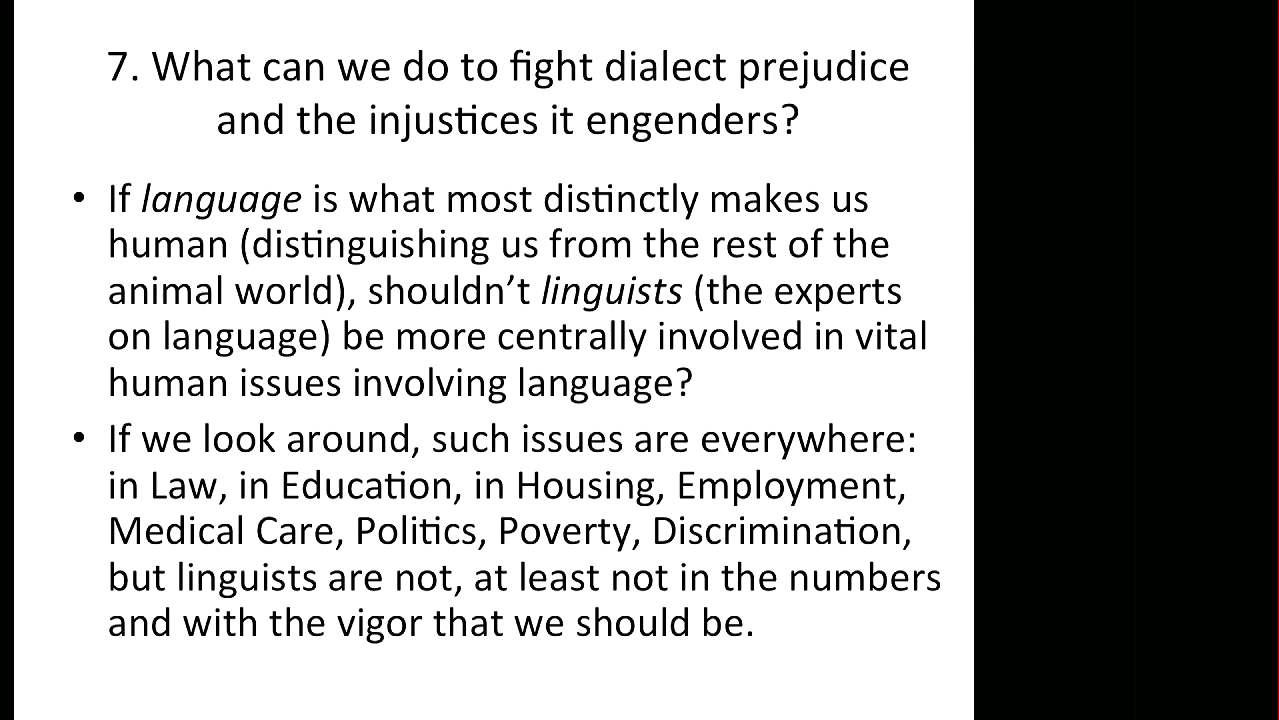 7. What can we do to fight dialect prejudice
and the injustices it engenders?
• If language is what most distinctly makes us
human (distinguishing us from the rest of the
animal world), shouldn’t linguists (the experts
on language) be more centrally involved in vital
human issues involving language?
• If we look around, such issues are everywhere:
in Law, in Education, in Housing, Employment,
Medical Care, Politics, Poverty, Discrimination,
but linguists are not, at least not in the numbers
and with the vigor that we should be.